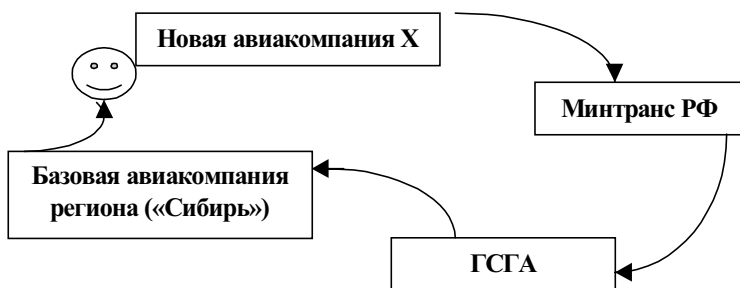 Новая авиакомпания X
Минтранс РФ
Базовая авиакомпания
региона («Сибирь»)
ГСГА